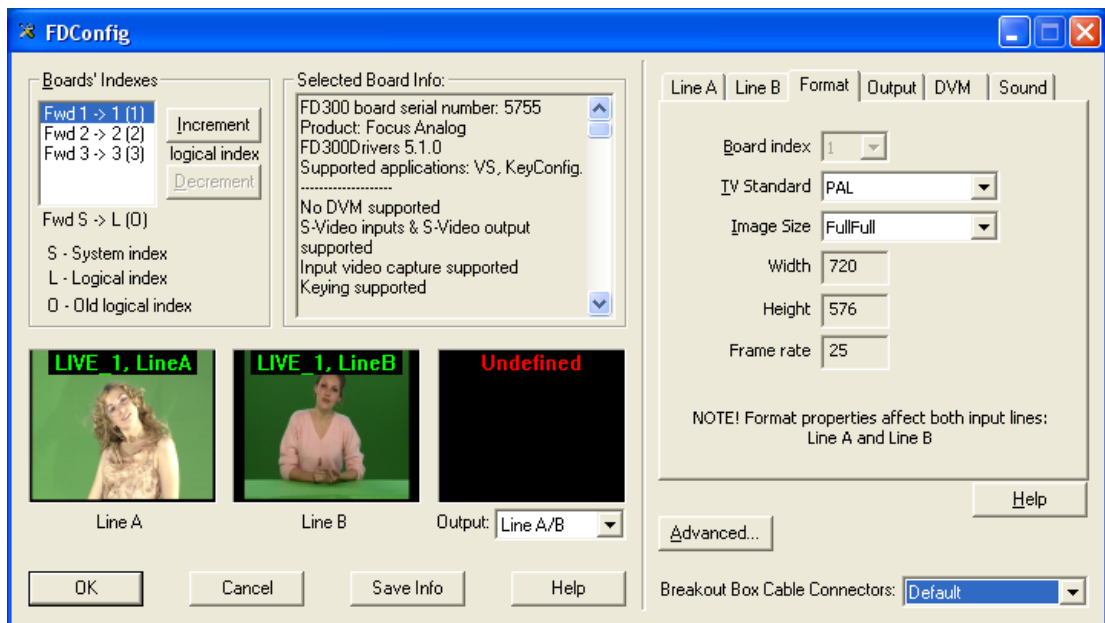 FDConfig
Boards' Indexes
Fwd 1 -> 1 (1)
Fwd 2 -> 2 (2)
Fwd 3 -> 3 (3)
Increment
logical index
Decrement
Fwd S -> L (O)
S - System index
L - Logical index
O - Old logical index
Selected Board Info:
FD300 board serial number: 5755
Product: Focus Analog
FD300Drivers 5.1.0
Supported applications: VS, KeyConfig.
--------------------
No DVM supported
S-Video inputs & S-Video output
supported
Input video capture supported
Keying supported
LIVE_1, LineA
LIVE_1, LineB
Undefined
Line A
Line B
Output: Line A/B
OK
Cancel
Save Info
Help
Line A
Line B
Format
Output
DVM
Sound
Board index 1
TV Standard PAL
Image Size FullFull
Width 720
Height 576
Frame rate 25
NOTE! Format properties affect both input lines:
Line A and Line B
Help
Advanced...
Breakout Box Cable Connectors: Default